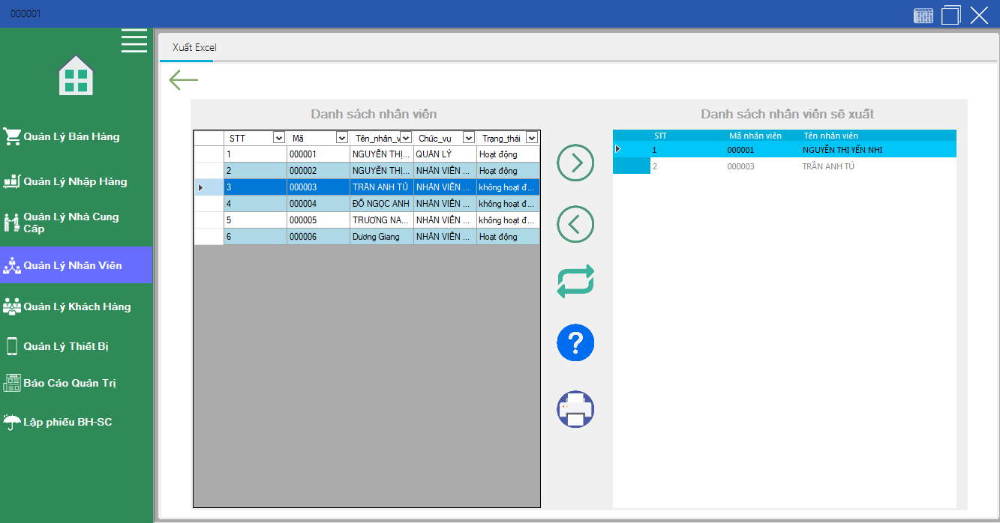 000001
Xuất Excel
Quản Lý Bán Hàng
Quản Lý Nhập Hàng
Quản Lý Nhà Cung
Cấp
Quản Lý Nhân Viên
Quản Lý Khách Hàng
Quản Lý Thiết Bị
Báo Cáo Quản Trị
Lập phiếu BH-SC
Danh sách nhân viên
STT Mã Tên_nhân_v Chức_vụ Trạng_thái
1 000001 NGUYỄN THỊ... QUẢN LÝ Hoạt động
2 000002 NGUYỄN THỊ... NHÂN VIÊN ... Hoạt động
3 000003 TRẦN ANH TÚ NHÂN VIÊN ... không hoạt đ...
4 000004 ĐỖ NGỌC ANH NHÂN VIÊN ... không hoạt đ...
5 000005 TRƯƠNG NA... NHÂN VIÊN ... không hoạt đ...
6 000006 Dương Giang NHÂN VIÊN ... Hoạt động
?
Danh sách nhân viên sẽ xuất
STT Mã nhân viên Tên nhân viên
1 000001 NGUYỄN THỊ YẾN NHI
2 000003 TRẦN ANH TÚ